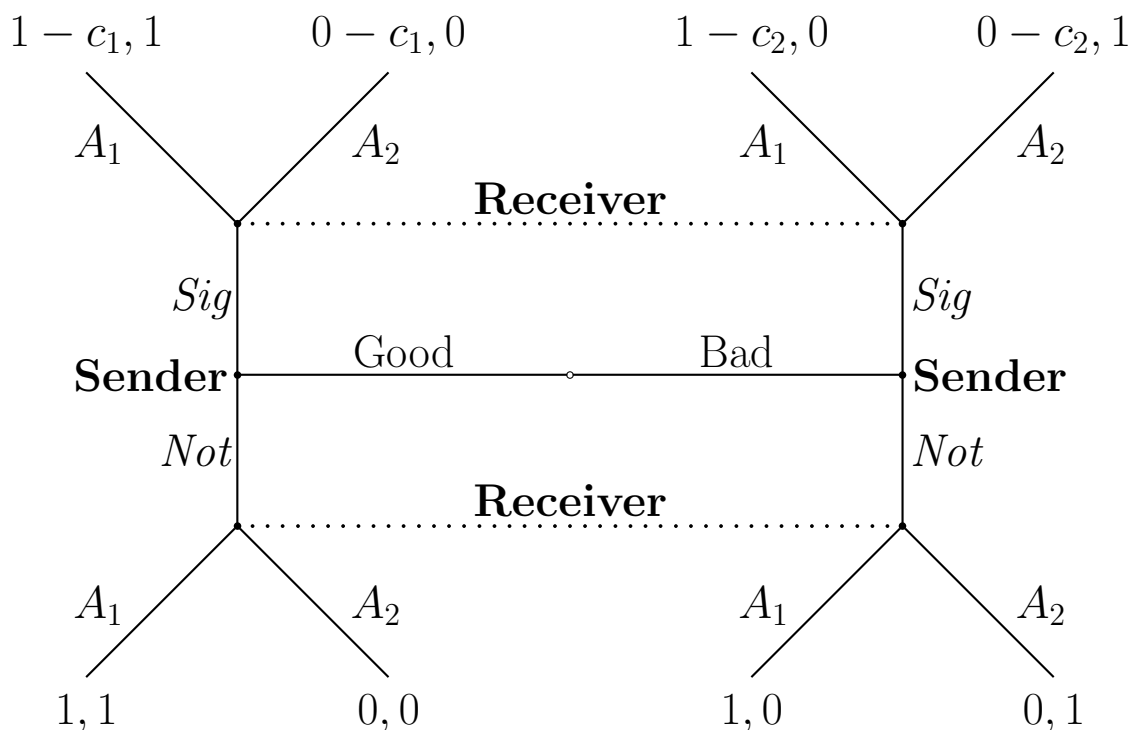 1 − c₁, 1 0 − c₁, 0 1 − c₂, 0 0 − c₂, 1
A₁ A₂ A₁ A₂
Receiver
Sig Sig
Good Bad
Sender Sender
Not Not
Receiver
A₁ A₂ A₁ A₂
1, 1 0, 0 1, 0 0, 1